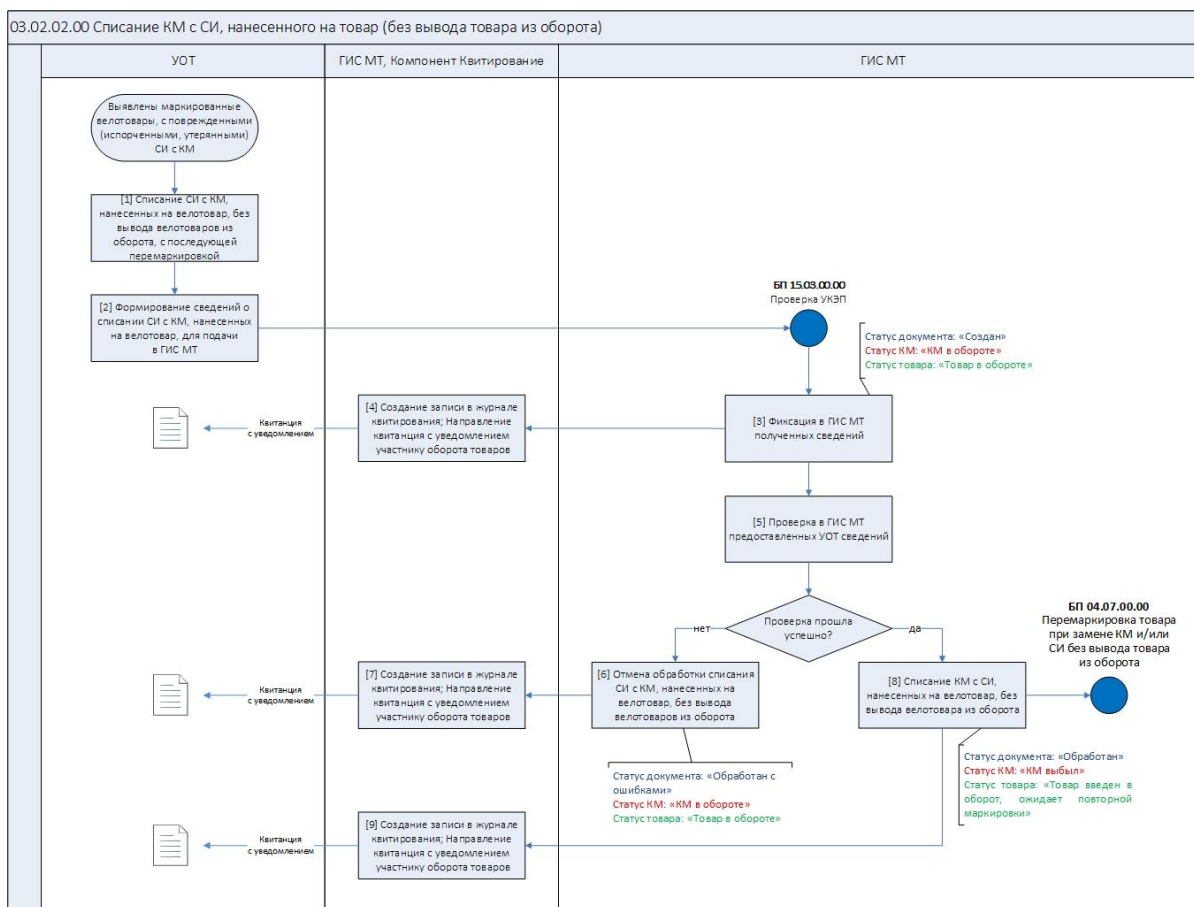 03.02.02.00 Списание КМ с СИ, нанесенного на товар (без вывода товара из оборота)
УОТ
ГИС МТ, Компонент Квитирование
ГИС МТ
Выявлены маркированные
велотовары, с поврежденными
(испорченными, утерянными)
СИ с КМ
[1] Списание СИ с КМ,
нанесенных на велотовар, без
вывода велотоваров из
оборота, с последующей
перемаркировкой
[2] Формирование сведений о
списании СИ с КМ, нанесенных
на велотовар, для подачи
в ГИС МТ
БП 15.03.00.00
Проверка УКЭП
Статус документа: «Создан»
Статус КМ: «КМ в обороте»
Статус товара: «Товар в обороте»
Квитанция
с уведомлением
[4] Создание записи в журнале
квитирования; Направление
квитанция с уведомлением
участнику оборота товаров
[3] Фиксация в ГИС МТ
полученных сведений
[5] Проверка в ГИС МТ
предоставленных УОТ сведений
Проверка прошла
успешно?
нет
да
БП 04.07.00.00
Перемаркировка товара
при замене КМ и/или
СИ без вывода товара
из оборота
Квитанция
с уведомлением
[7] Создание записи в журнале
квитирования; Направление
квитанция с уведомлением
участнику оборота товаров
[6] Отмена обработки списания
СИ с КМ, нанесенных на
велотовар, без вывода
велотоваров из оборота
[8] Списание КМ с СИ,
нанесенных на велотовар, без
вывода велотовара из оборота
Статус документа: «Обработан с
ошибками»
Статус КМ: «КМ в обороте»
Статус товара: «Товар в обороте»
Статус документа: «Обработан»
Статус КМ: «КМ выбыл»
Статус товара: «Товар введен в
оборот, ожидает повторной
маркировки»
Квитанция
с уведомлением
[9] Создание записи в журнале
квитирования; Направление
квитанция с уведомлением
участнику оборота товаров